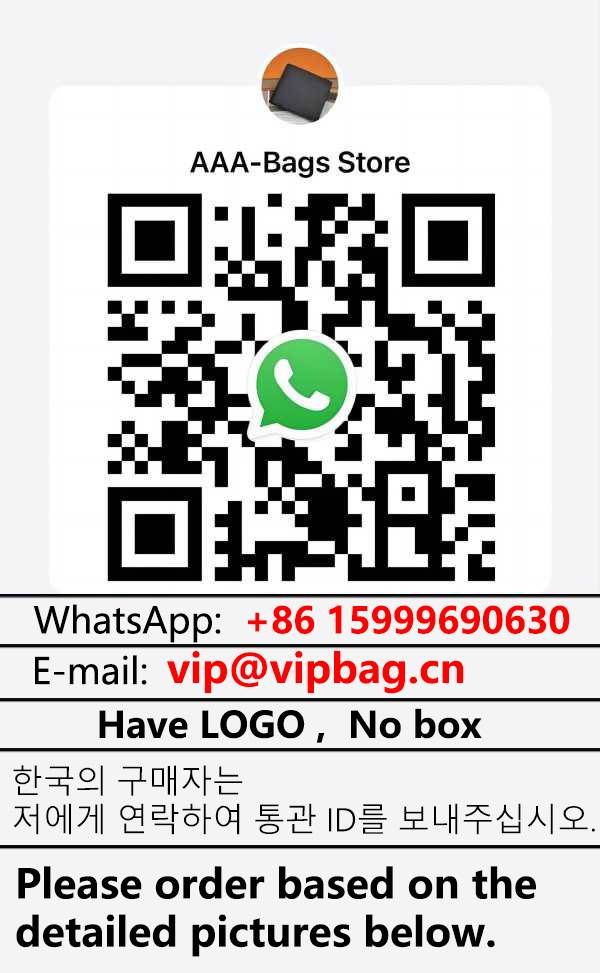 AAA-Bags Store
WhatsApp: +86 15999690630
E-mail: vip@vipbag.cn
Have LOGO , No box
한국의 구매자는
저에게 연락하여 통관 ID를 보내주십시오.
Please order based on the
detailed pictures below.